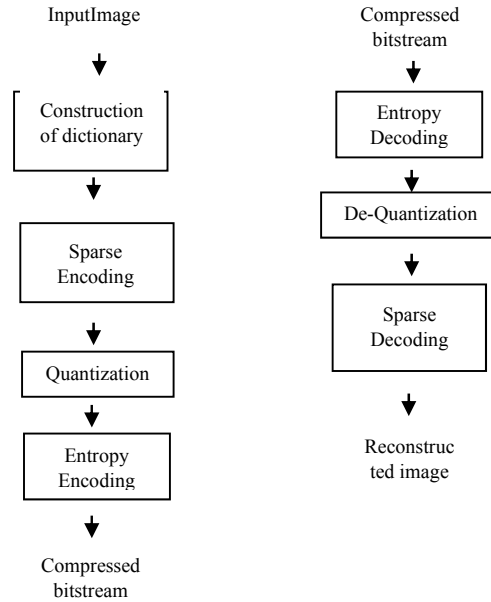 InputImage
Construction
of dictionary
Sparse
Encoding
Quantization
Entropy
Encoding
Compressed
bitstream
Compressed
bitstream
Entropy
Decoding
De-Quantization
Sparse
Decoding
Reconstruc
ted image